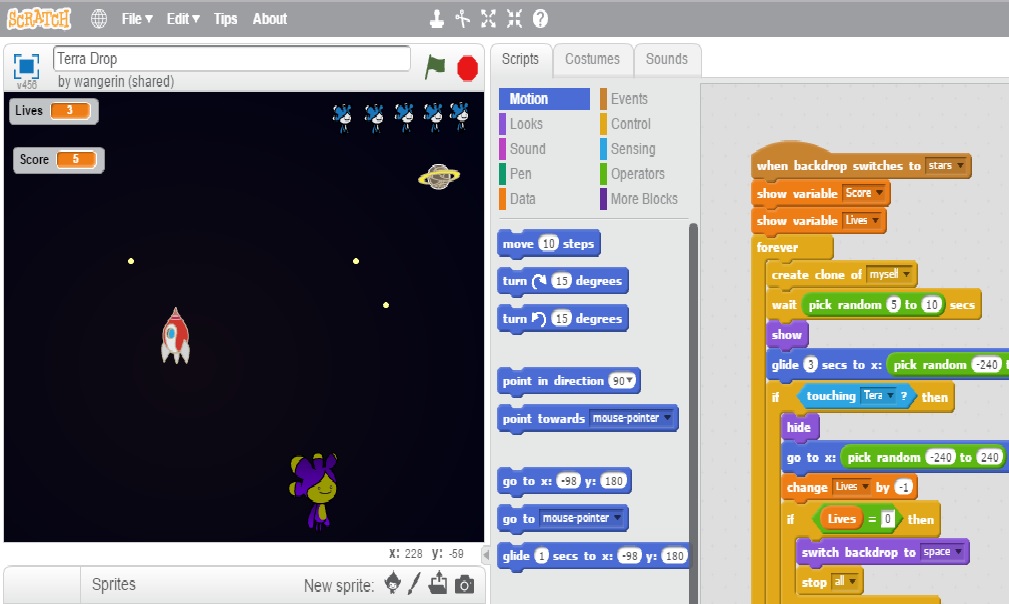 SCRATCH File Edit Tips About
Terra Drop
by wangerin (shared)
v456
Scripts Costumes Sounds
Lives 3
Score 5
Motion Events
Looks Control
Sound Sensing
Pen Operators
Data More Blocks
move 10 steps
turn 15 degrees
turn 15 degrees
point in direction 90
point towards mouse-pointer
go to x: -98 y: 180
go to mouse-pointer
glide 1 secs to x: -98 y: 180
when backdrop switches to stars
show variable Score
show variable Lives
forever
create clone of myself
wait pick random 5 to 10 secs
show
glide 3 secs to x: pick random -240
if touching Tera ? then
hide
go to x: pick random -240 to 240
change Lives by -1
if Lives = 0 then
switch backdrop to space
stop all
x: 228 y: -59
Sprites New sprite: